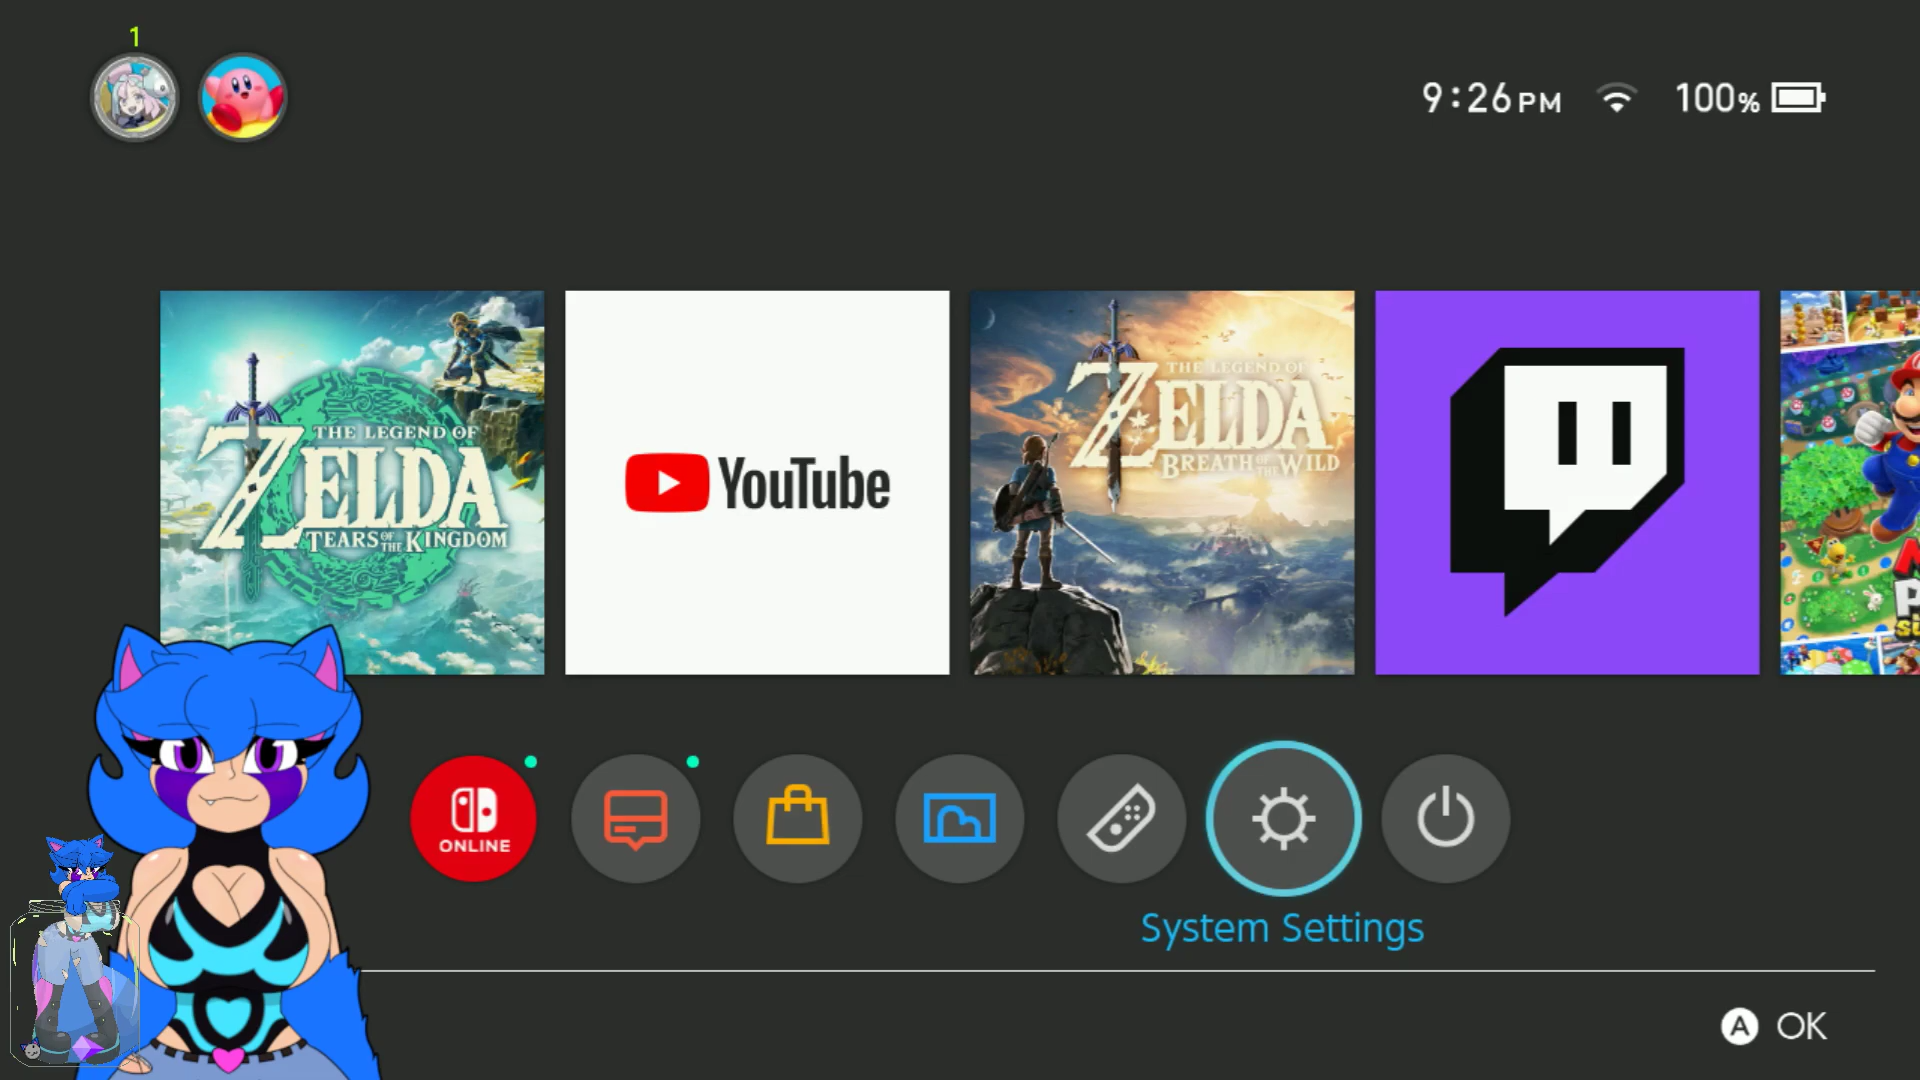 1
9:26 PM
100%
THE LEGEND OF
ZELDA
TEARS OF THE KINGDOM
YouTube
THE LEGEND OF
ZELDA
BREATH OF THE WILD
ONLINE
System Settings
A OK